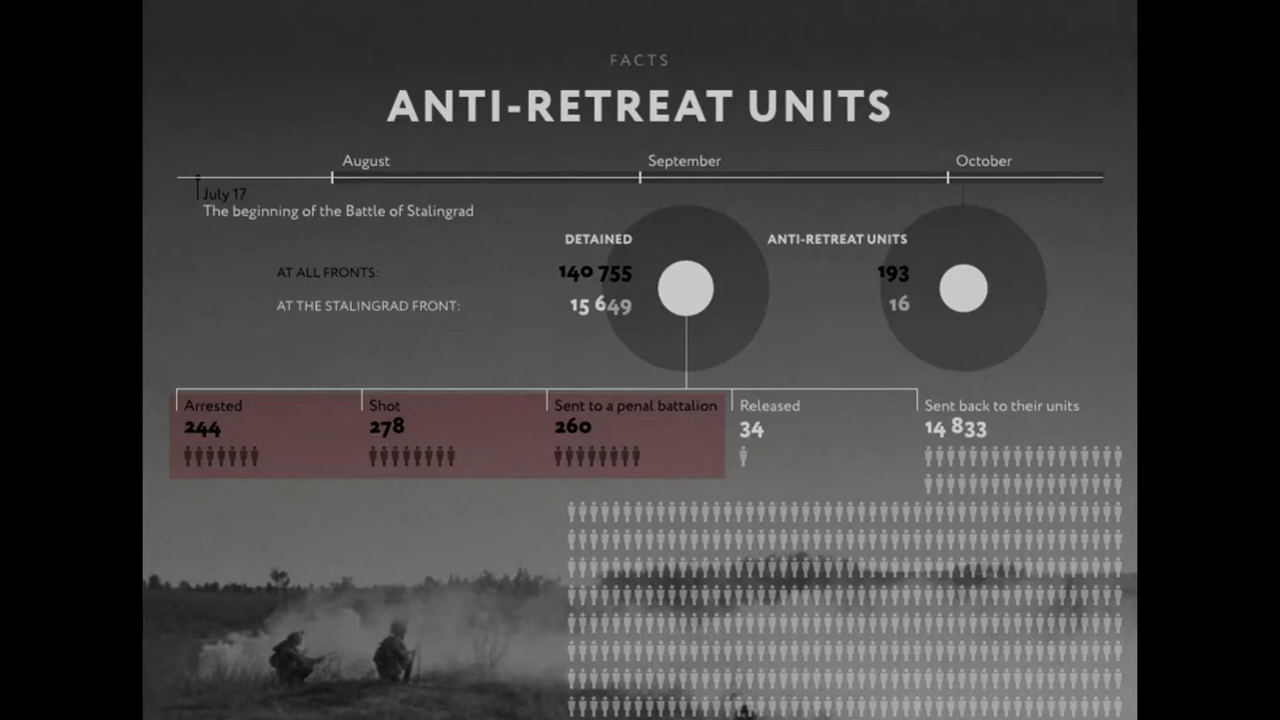 FACTS
ANTI-RETREAT UNITS
August
September
October
July 17
The beginning of the Battle of Stalingrad
DETAINED
ANTI-RETREAT UNITS
AT ALL FRONTS:
140 755
193
AT THE STALINGRAD FRONT:
15 649
16
Arrested
Shot
Sent to a penal battalion
Released
Sent back to their units
244
278
260
34
14 833